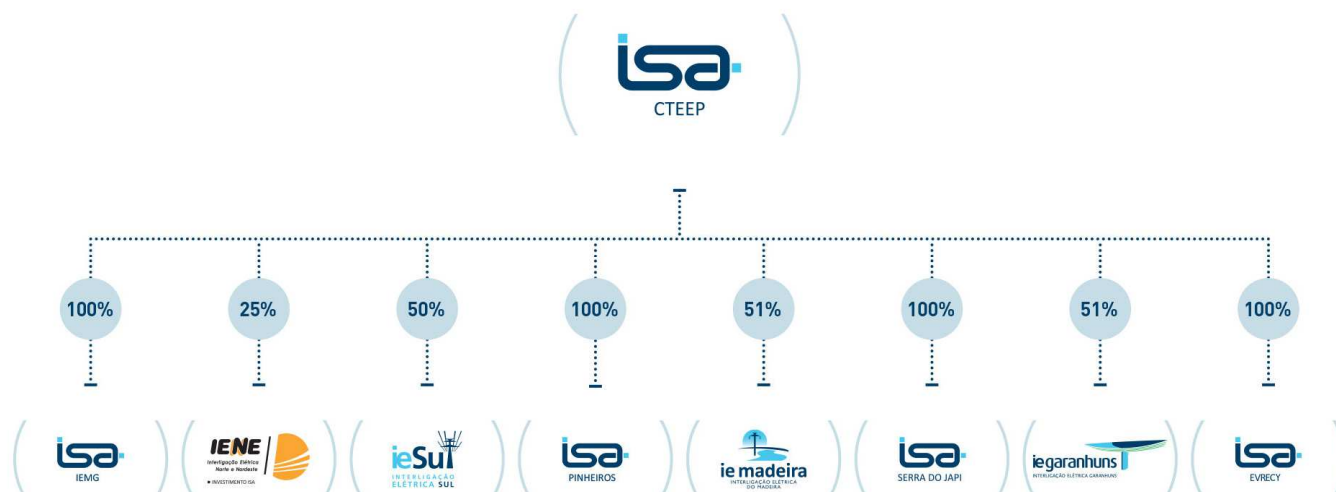 isa
CTEEP
100%
25%
50%
100%
51%
100%
51%
100%
isa
IEMG
IENE
Interligação Elétrica
Norte e Nordeste
INVESTIMENTO ISA
ieSul
INTERLIGAÇÃO
ELÉTRICA SUL
isa
PINHEIROS
ie madeira
INTERLIGAÇÃO ELÉTRICA
DO MADEIRA
isa
SERRA DO JAPI
iegaranhuns
INTERLIGAÇÃO ELÉTRICA GARANHUNS
isa
EVRECY